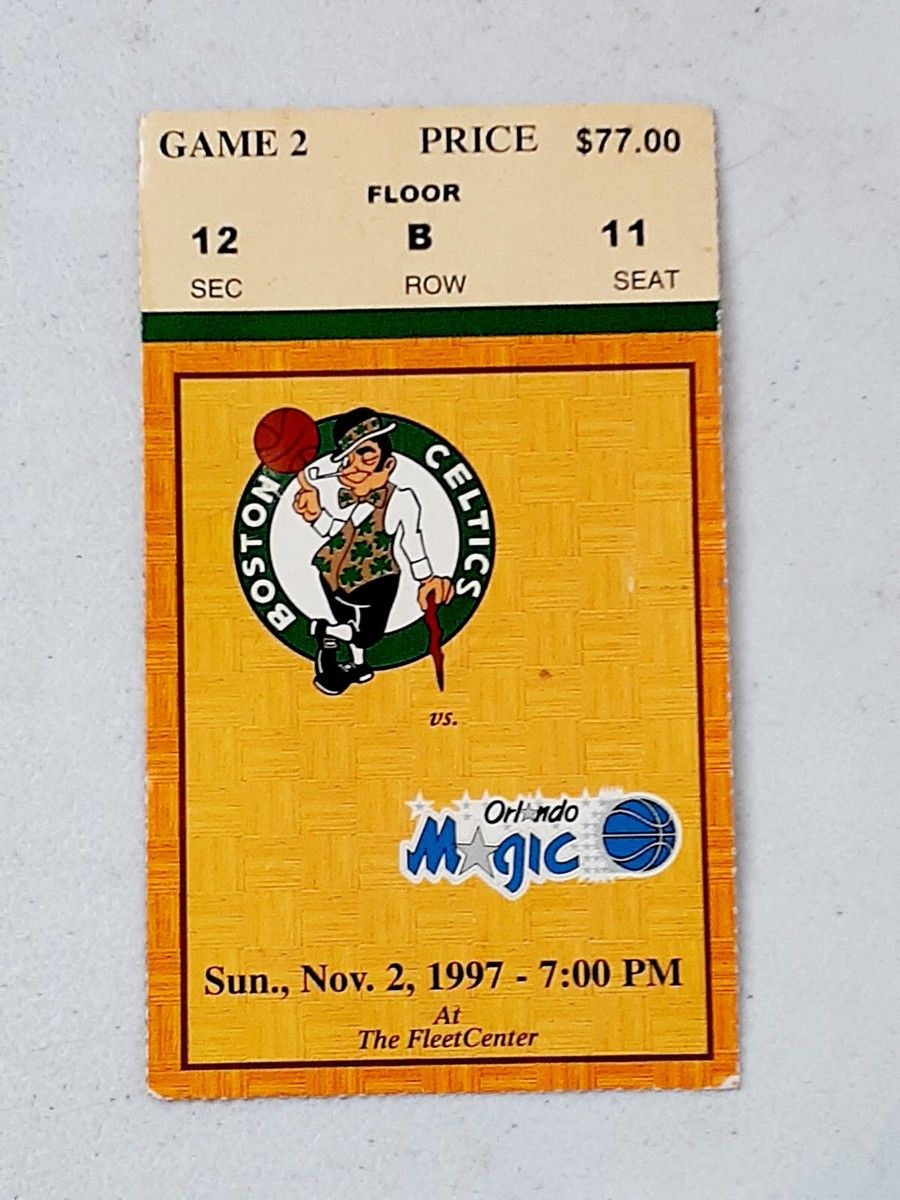 GAME 2 PRICE $77.00
FLOOR
12 B 11
SEC ROW SEAT
BOSTON CELTICS
vs.
Orlando
Magic
Sun., Nov. 2, 1997 - 7:00 PM
At
The FleetCenter